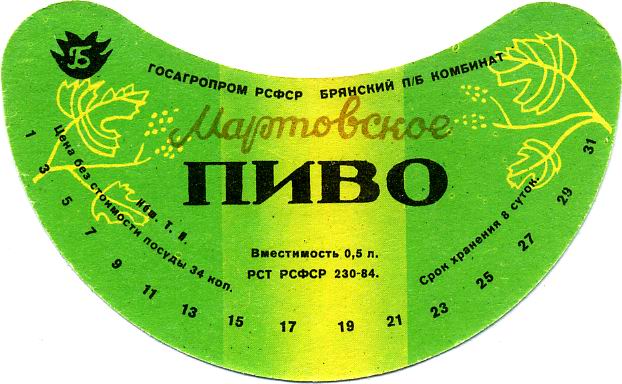 Б
ГОСАГРОПРОМ РСФСР БРЯНСКИЙ П/Б КОМБИНАТ
Мартовское
ПИВО
Цена без стоимости посуды 34 коп.
Вместимость 0,5 л.
РСТ РСФСР 230-84.
Срок хранения 8 суток.
1 3 5 7 9 11 13 15 17 19 21 23 25 27 29 31